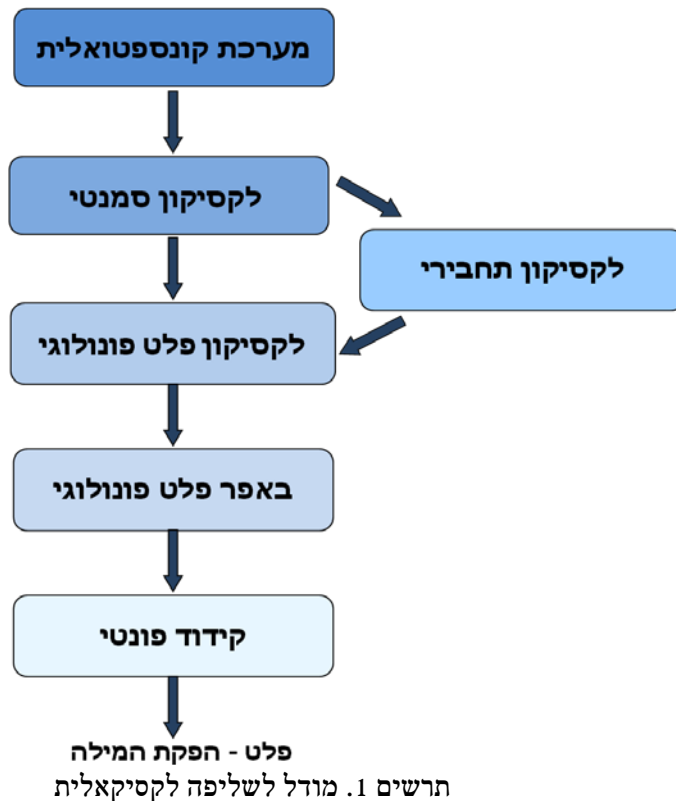 מערכת קונספטואלית
לקסיקון סמנטי
לקסיקון תחבירי
לקסיקון פלט פונולוגי
באפר פלט פונולוגי
קידוד פונטי
פלט - הפקת המילה
תרשים 1. מודל לשליפה לקסיקאלית